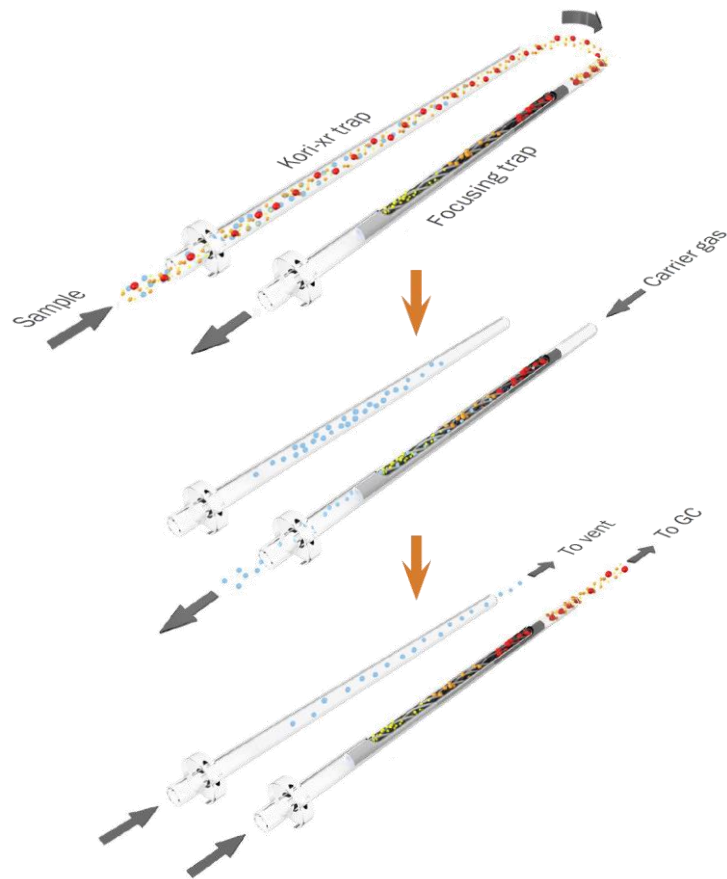 Kori-xr trap
Focusing trap
Sample
Carrier gas
To vent
To GC